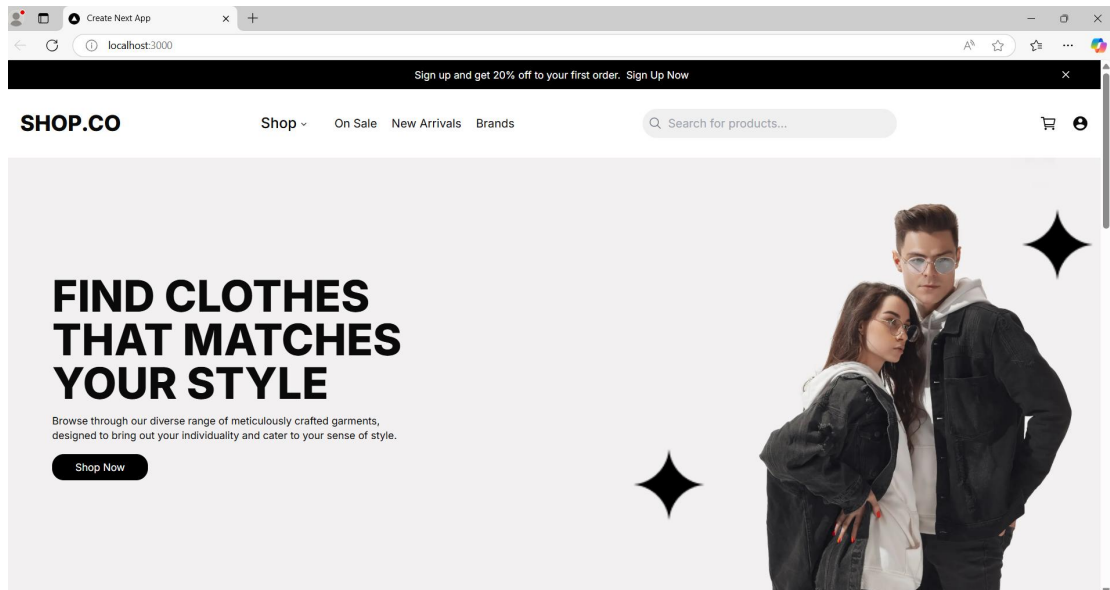 Create Next App
localhost:3000
Sign up and get 20% off to your first order. Sign Up Now
SHOP.CO
Shop
On Sale
New Arrivals
Brands
Search for products...
FIND CLOTHES
THAT MATCHES
YOUR STYLE
Browse through our diverse range of meticulously crafted garments,
designed to bring out your individuality and cater to your sense of style.
Shop Now